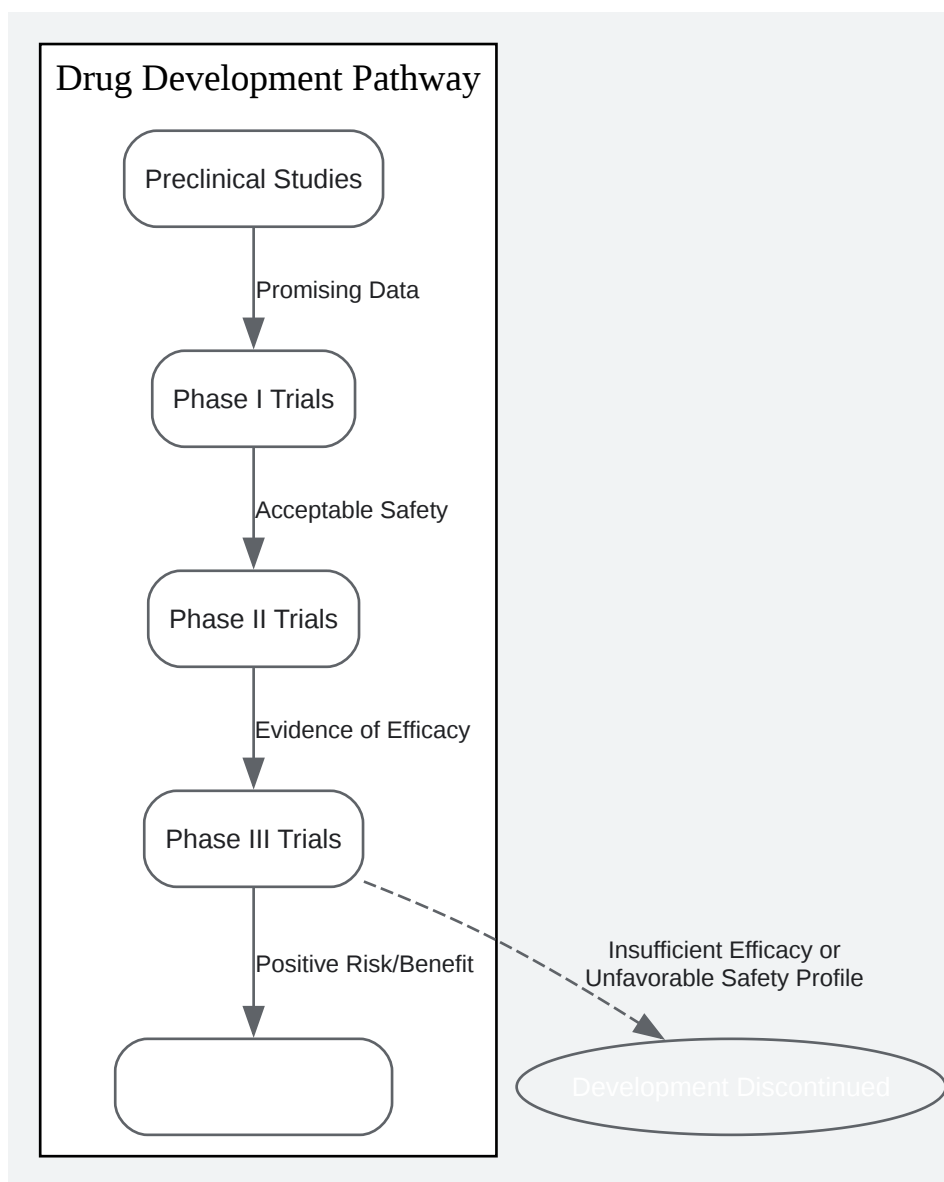 Drug Development Pathway
Preclinical Studies
Promising Data
Phase I Trials
Acceptable Safety
Phase II Trials
Evidence of Efficacy
Phase III Trials
Positive Risk/Benefit
Insufficient Efficacy or
Unfavorable Safety Profile
Development Discontinued